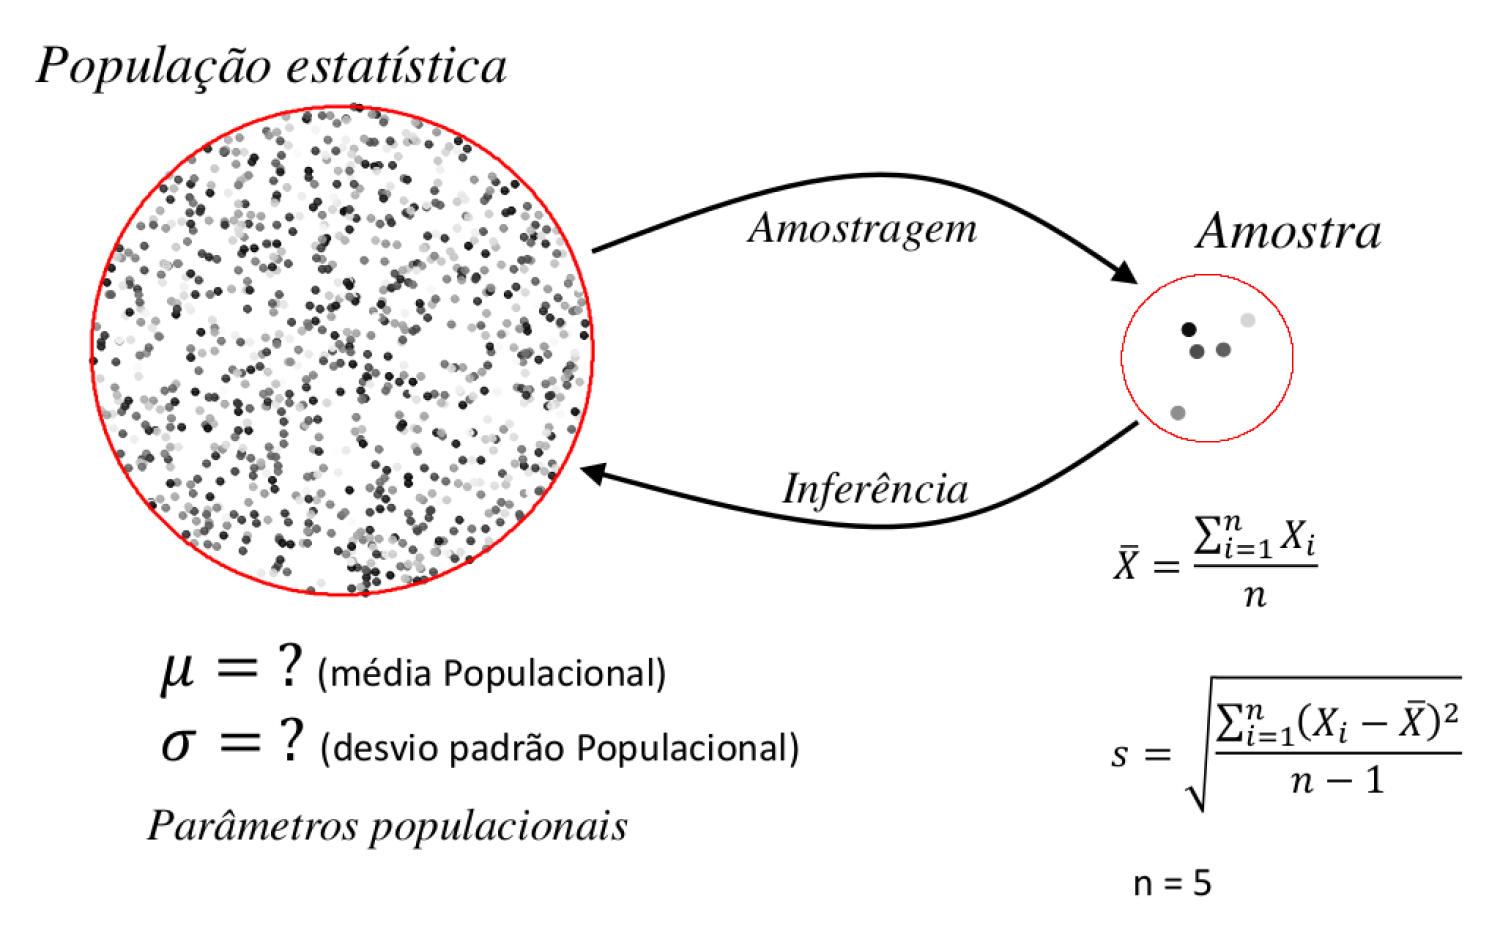 População estatística
Amostragem
Amostra
Inferência
X̄ = ∑ⁿᵢ₌₁ Xᵢ / n
μ = ? (média Populacional)
σ = ? (desvio padrão Populacional)
s = √(∑ⁿᵢ₌₁(Xᵢ − X̄)² / n − 1)
Parâmetros populacionais
n = 5